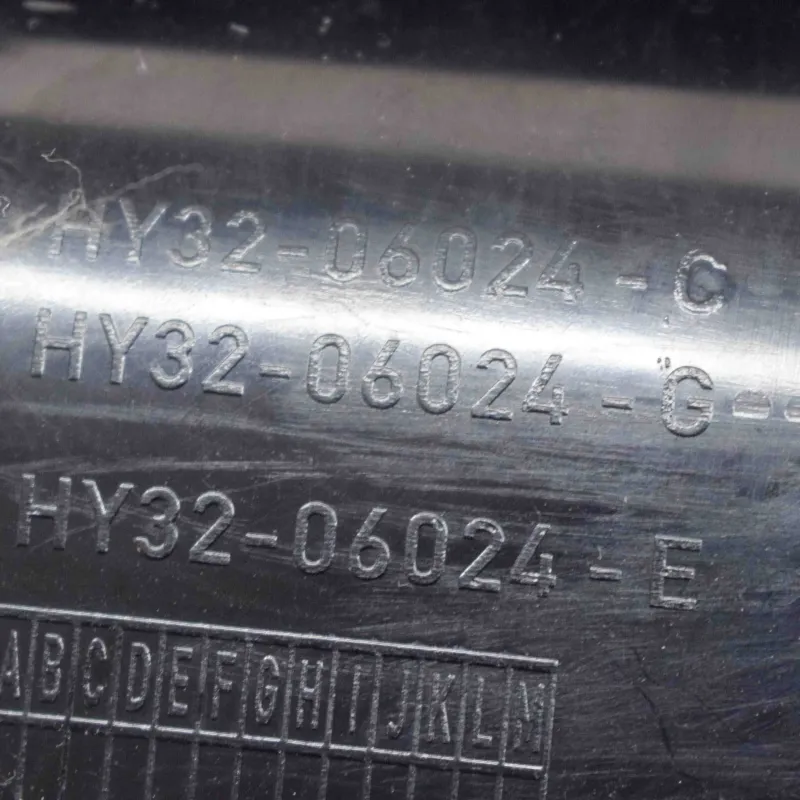 HY32-06024-C
HY32-06024-G
HY32-06024-E
A B C D E F G H I J K L M